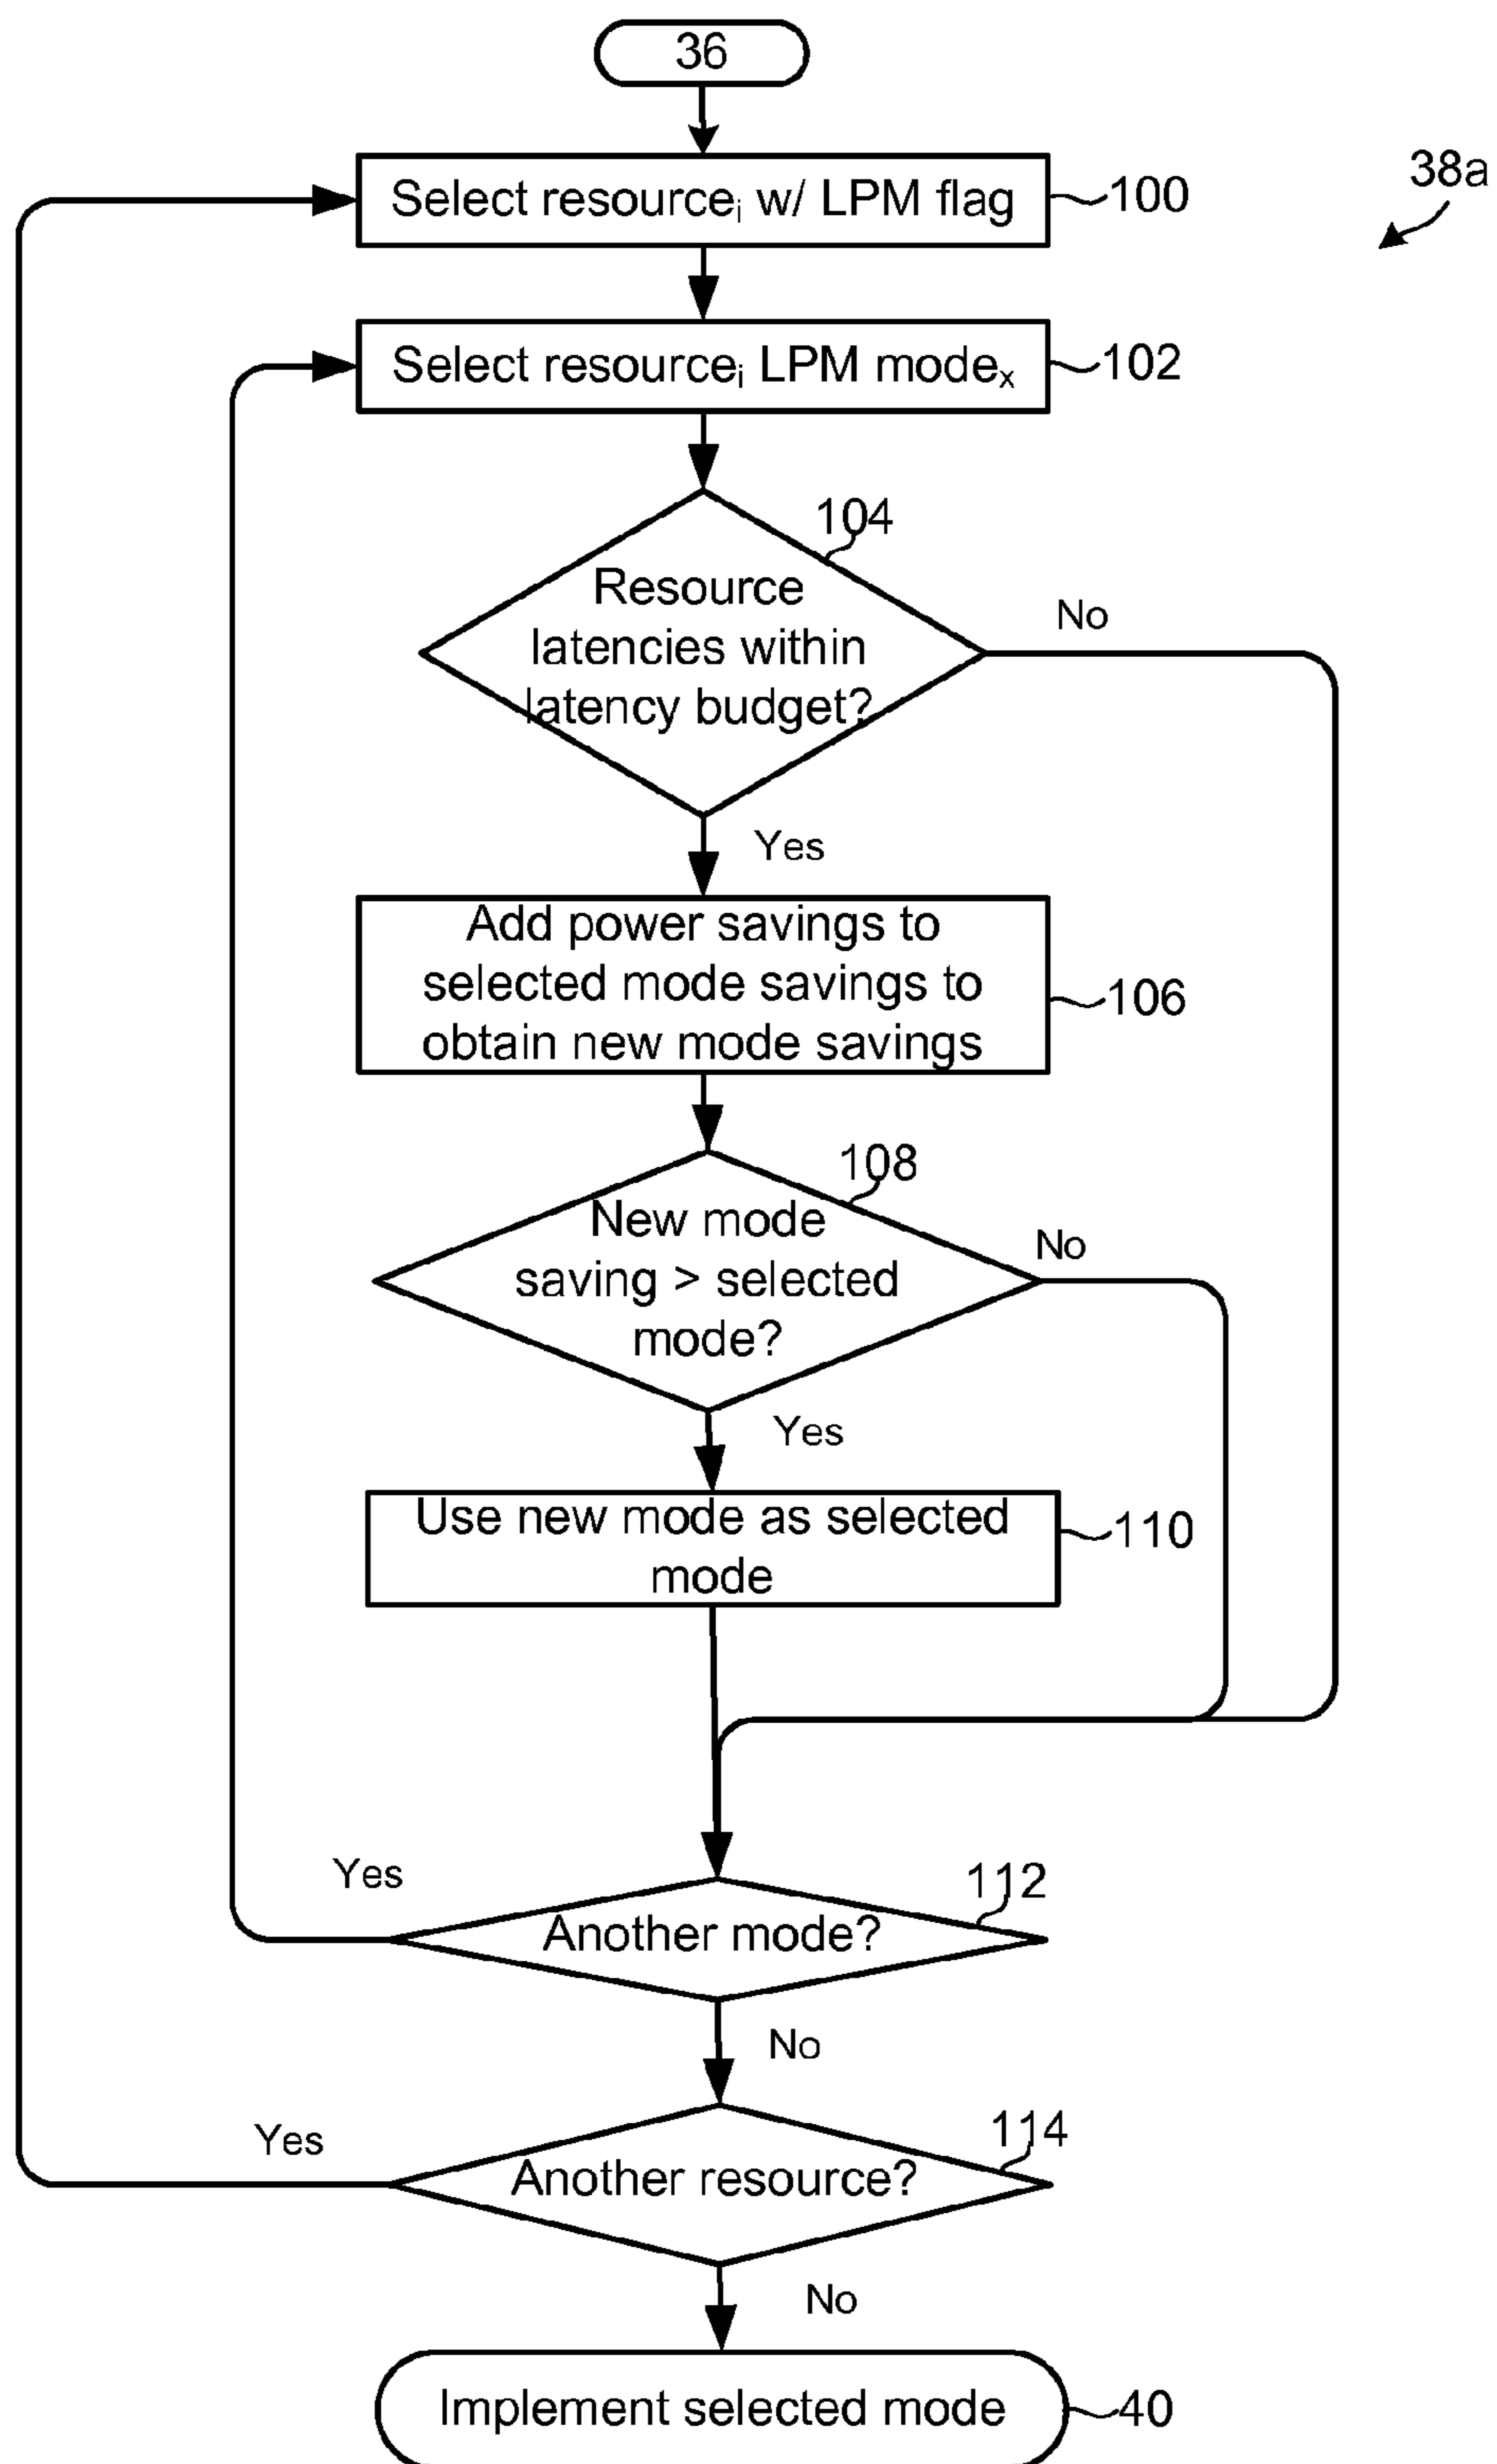 36
38a
Select resourceᵢ w/ LPM flag
100
Select resourceᵢ LPM modeₓ
102
104
Resource
latencies within
latency budget?
No
Yes
Add power savings to
selected mode savings to
obtain new mode savings
106
108
New mode
saving > selected
mode?
No
Yes
Use new mode as selected
mode
110
112
Another mode?
Yes
No
114
Another resource?
Yes
No
Implement selected mode
40